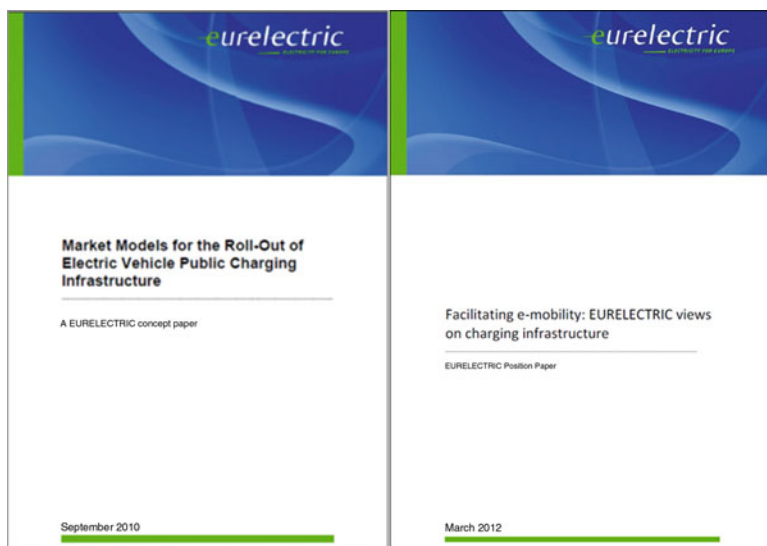 eurelectric
ELECTRICITY FOR EUROPE
Market Models for the Roll-Out of
Electric Vehicle Public Charging
Infrastructure
A EURELECTRIC concept paper
September 2010
eurelectric
ELECTRICITY FOR EUROPE
Facilitating e-mobility: EURELECTRIC views
on charging infrastructure
EURELECTRIC Position Paper
March 2012